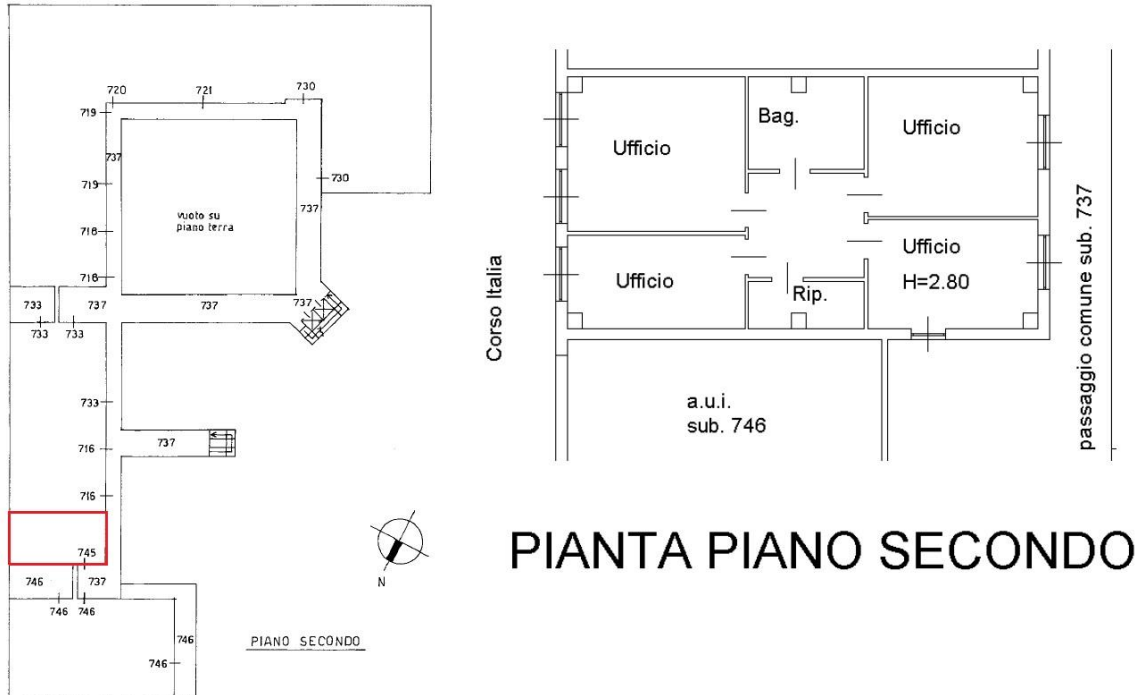 720
721
730
719
737
719
730
737
vuoto su
piano terra
718
718
733
737
737
737
733
733
733
737
716
716
745
746
737
746
746
746
746
N
PIANO SECONDO
Ufficio
Bag.
Ufficio
Ufficio
Rip.
Ufficio
H=2.80
Corso Italia
passaggio comune sub. 737
a.u.i.
sub. 746
PIANTA PIANO SECONDO